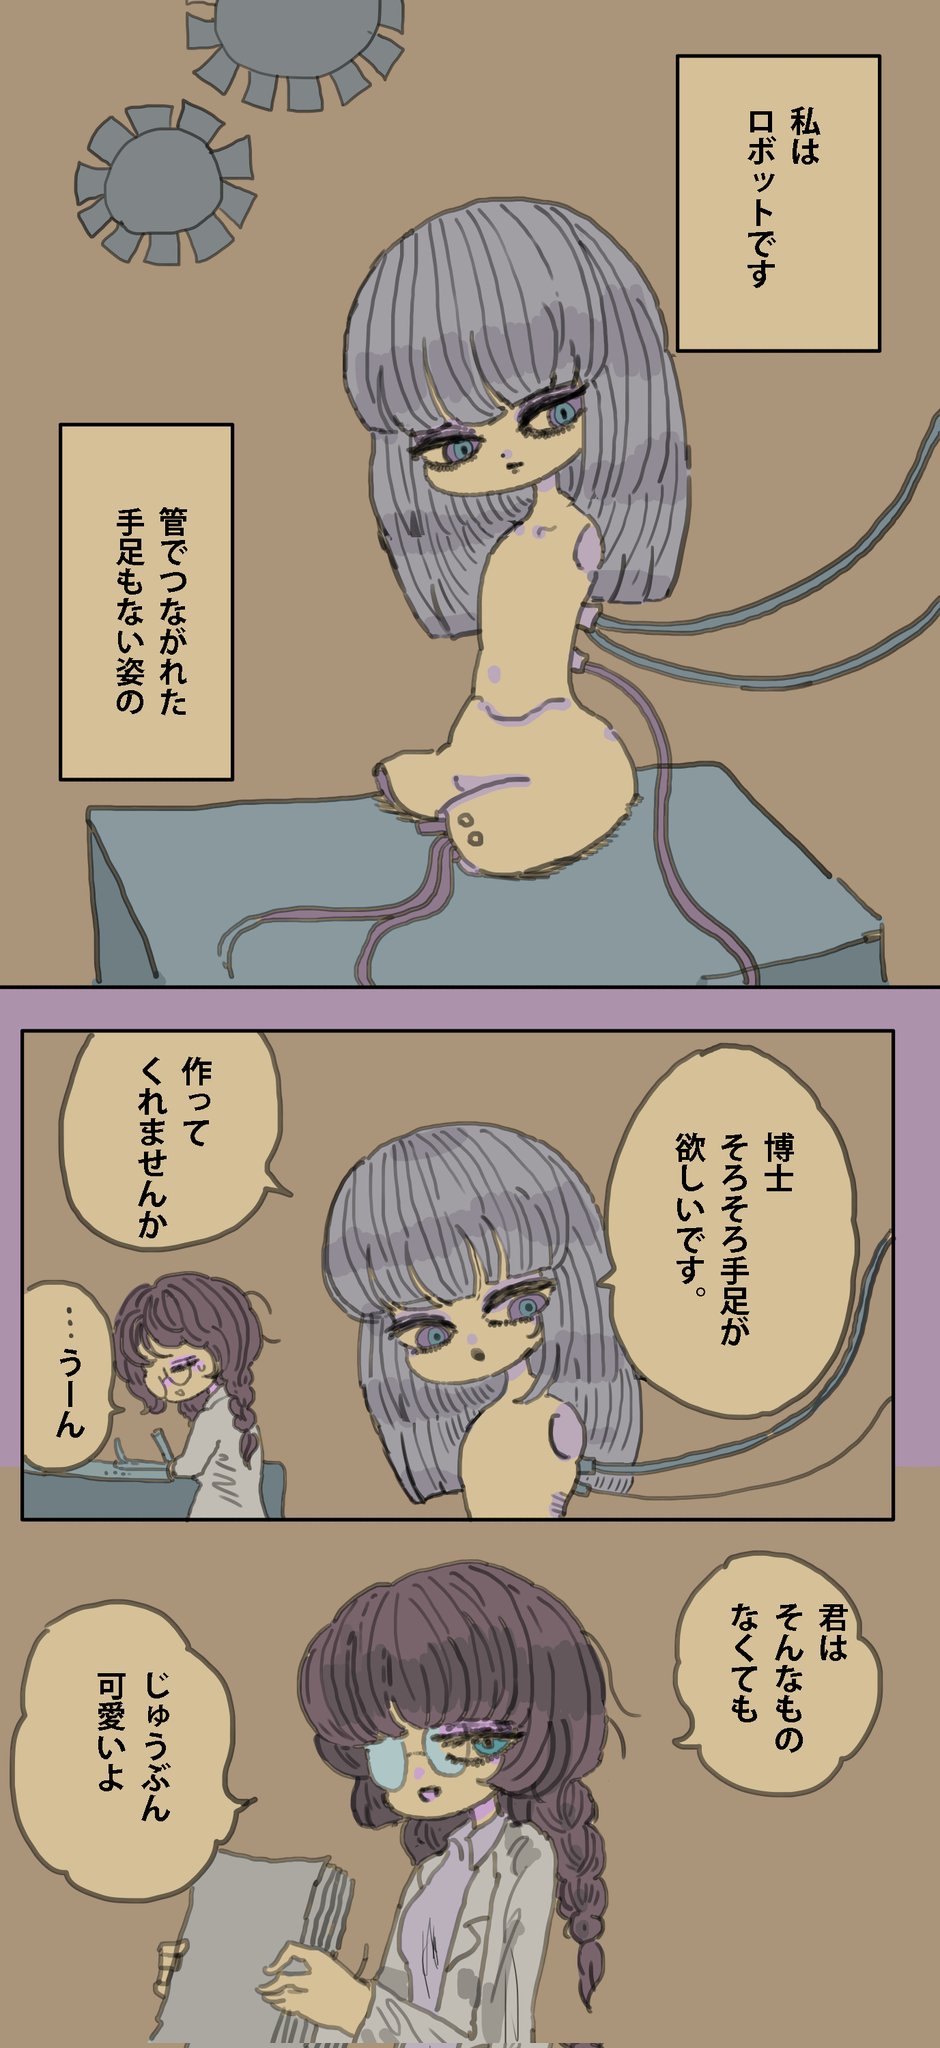 私は
ロボットです
管でつながれた
手足もない姿の
博士
そろそろ手足が
欲しいです。
作って
くれませんか
…うーん
君は
そんなもの
なくても
じゅうぶん
可愛いよ